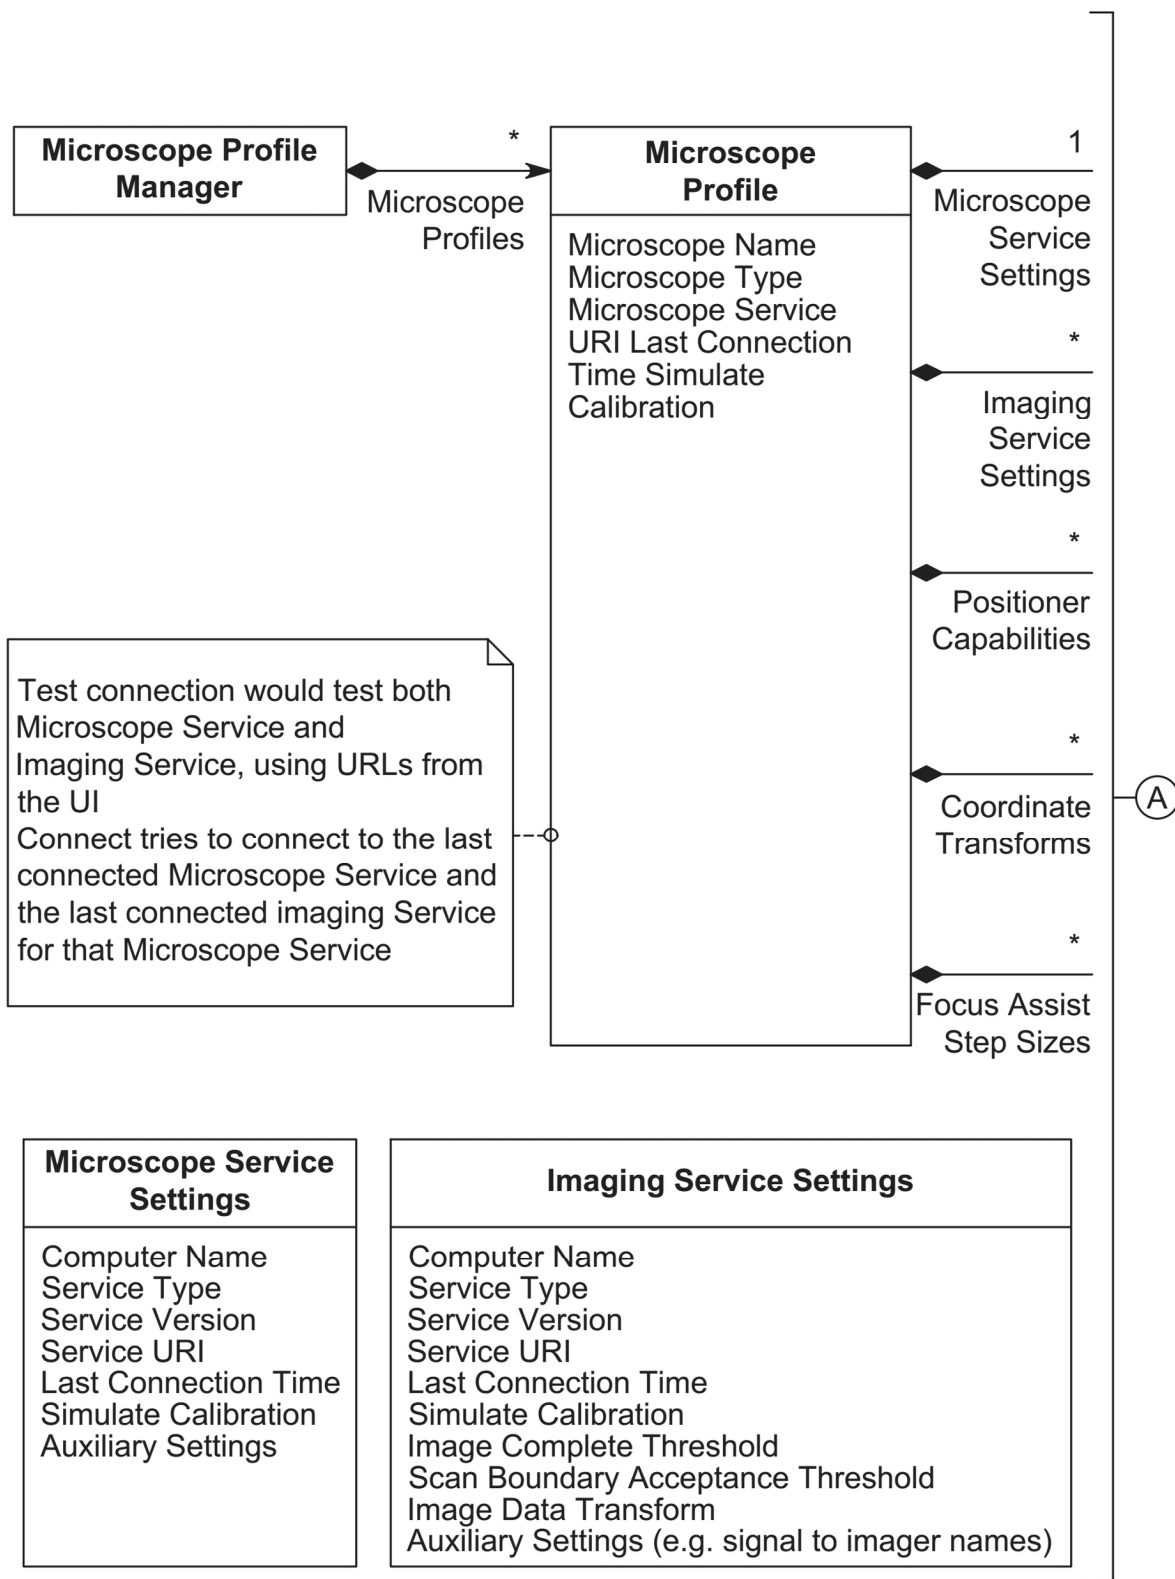 Microscope Profile
Manager
*
Microscope
Profiles
Microscope
Profile
Microscope Name
Microscope Type
Microscope Service
URI Last Connection
Time Simulate
Calibration
1
Microscope
Service
Settings
*
Imaging
Service
Settings
*
Positioner
Capabilities
*
Coordinate
Transforms
*
Focus Assist
Step Sizes
A
Test connection would test both
Microscope Service and
Imaging Service, using URLs from
the UI
Connect tries to connect to the last
connected Microscope Service and
the last connected imaging Service
for that Microscope Service
Microscope Service
Settings
Computer Name
Service Type
Service Version
Service URI
Last Connection Time
Simulate Calibration
Auxiliary Settings
Imaging Service Settings
Computer Name
Service Type
Service Version
Service URI
Last Connection Time
Simulate Calibration
Image Complete Threshold
Scan Boundary Acceptance Threshold
Image Data Transform
Auxiliary Settings (e.g. signal to imager names)